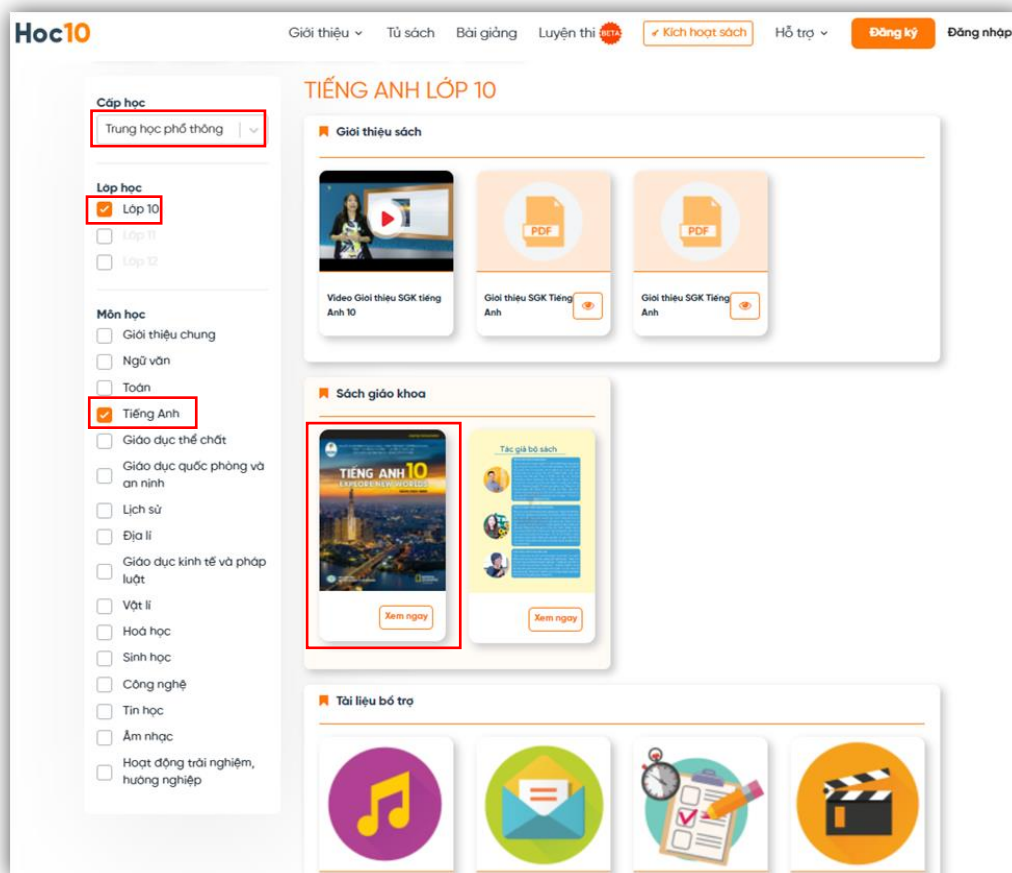 Hoc10
Giới thiệu
Tủ sách
Bài giảng
Luyện thi BETA
Kích hoạt sách
Hỗ trợ
Đăng ký
Đăng nhập
Cấp học
Trung học phổ thông
Lớp học
Lớp 10
Lớp 11
Lớp 12
Môn học
Giới thiệu chung
Ngữ văn
Toán
Tiếng Anh
Giáo dục thể chất
Giáo dục quốc phòng và
an ninh
Lịch sử
Địa lí
Giáo dục kinh tế và pháp
luật
Vật lí
Hoá học
Sinh học
Công nghệ
Tin học
Âm nhạc
Hoạt động trải nghiệm,
hướng nghiệp
TIẾNG ANH LỚP 10
Giới thiệu sách
PDF
PDF
Video Giới thiệu SGK tiếng
Anh 10
Giới thiệu SGK Tiếng
Anh
Giới thiệu SGK Tiếng
Anh
Sách giáo khoa
TIẾNG ANH 10
EXPLORE NEW WORLDS
Xem ngay
Tác giả bộ sách
Xem ngay
Tài liệu bổ trợ